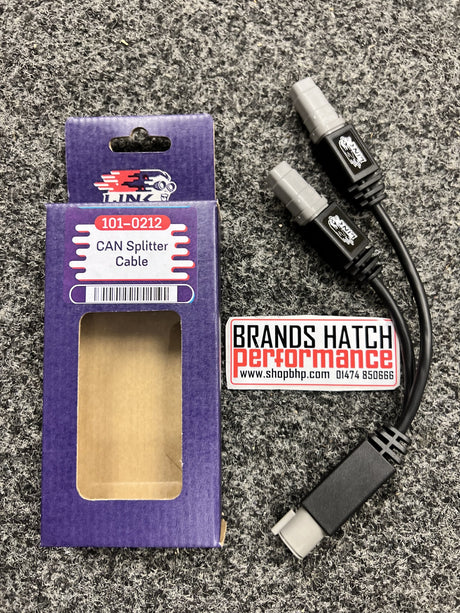 LINK
101-0212
CAN Splitter
Cable
BRANDS HATCH
performance
www.shopbhp.com 01474 850666